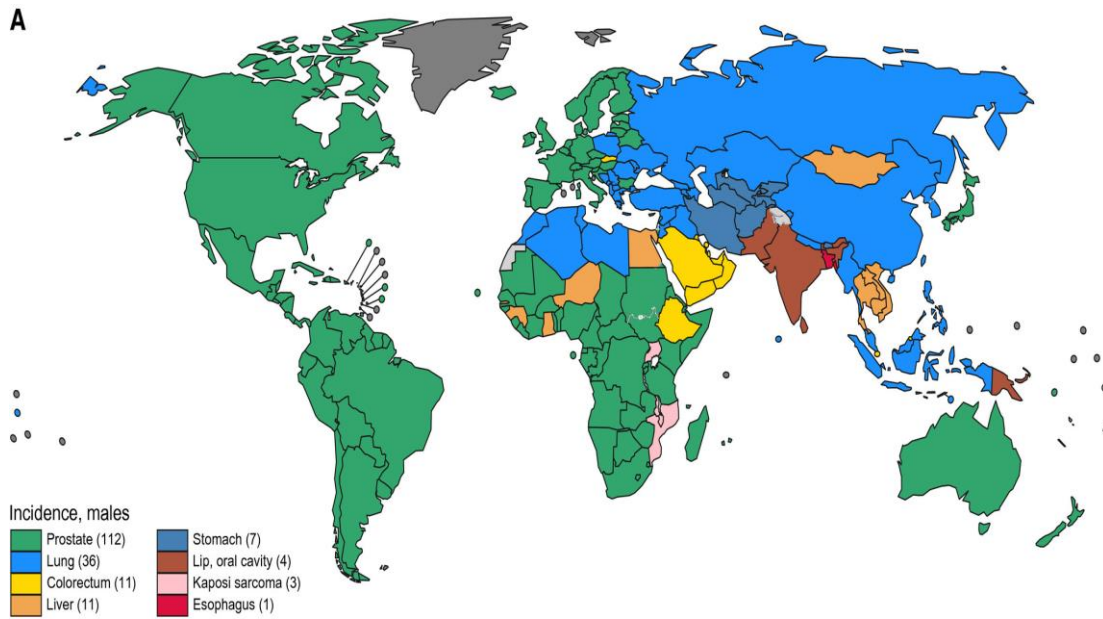 A
Incidence, males
Prostate (112)
Lung (36)
Colorectum (11)
Liver (11)
Stomach (7)
Lip, oral cavity (4)
Kaposi sarcoma (3)
Esophagus (1)